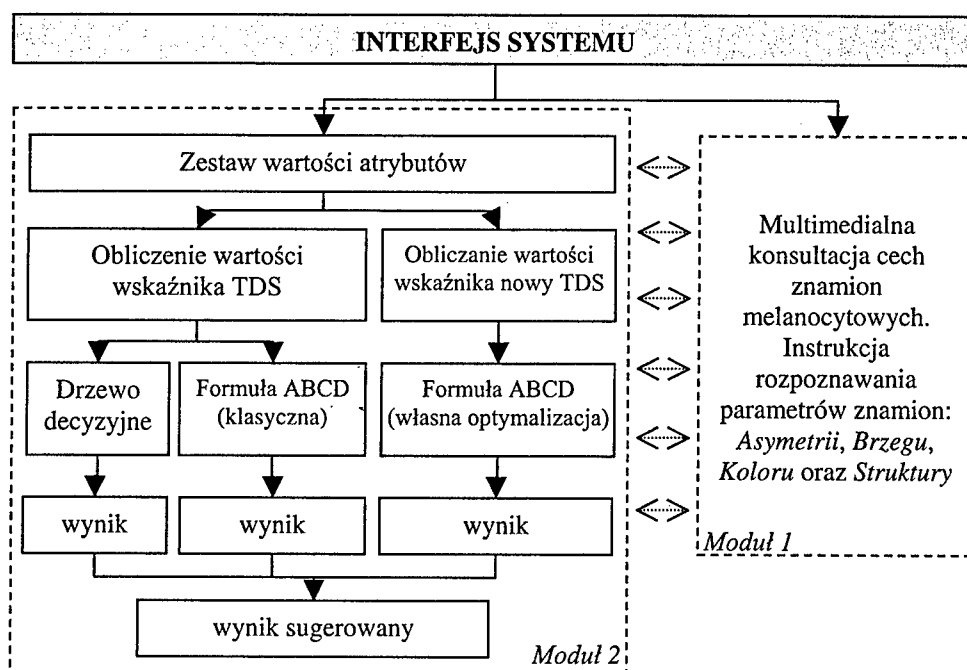 INTERFEJS SYSTEMU
Zestaw wartości atrybutów
Obliczenie wartości
wskaźnika TDS
Obliczanie wartości
wskaźnika nowy TDS
Drzewo
decyzyjne
Formuła ABCD
(klasyczna)
Formuła ABCD
(własna optymalizacja)
wynik
wynik
wynik
wynik sugerowany
Moduł 2
Multimedialna
konsultacja cech
znamion
melanocytowych.
Instrukcja
rozpoznawania
parametrów znamion:
Asymetrii, Brzegu,
Koloru oraz Struktury
Moduł 1